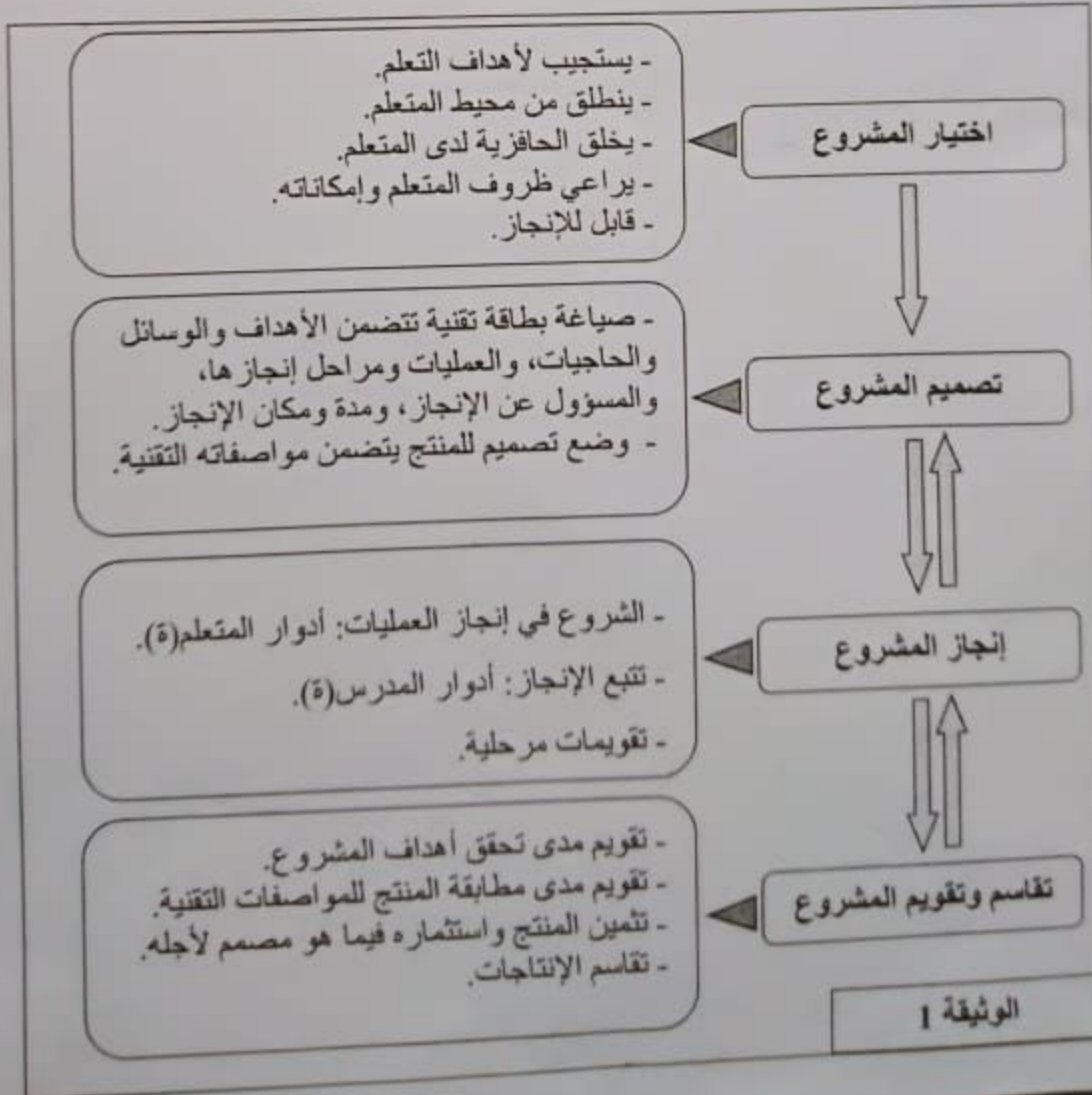 اختيار المشروع
- يستجيب لأهداف التعلم.
- ينطلق من محيط المتعلم.
- يخلق الحافزية لدى المتعلم.
- يراعي ظروف المتعلم وإمكاناته.
- قابل للإنجاز.
تصميم المشروع
- صياغة بطاقة تقنية تتضمن الأهداف والوسائل
والحاجيات، والعمليات ومراحل إنجازها،
والمسؤول عن الإنجاز، ومدة ومكان الإنجاز.
- وضع تصميم للمنتج يتضمن مواصفاته التقنية.
إنجاز المشروع
- الشروع في إنجاز العمليات: أدوار المتعلم(ة).
- تتبع الإنجاز: أدوار المدرس(ة).
- تقويمات مرحلية.
تقاسم وتقويم المشروع
- تقويم مدى تحقق أهداف المشروع.
- تقويم مدى مطابقة المنتج للمواصفات التقنية.
- تثمين المنتج واستثماره فيما هو مصمم لأجله.
- تقاسم الإنتاجات.
الوثيقة 1